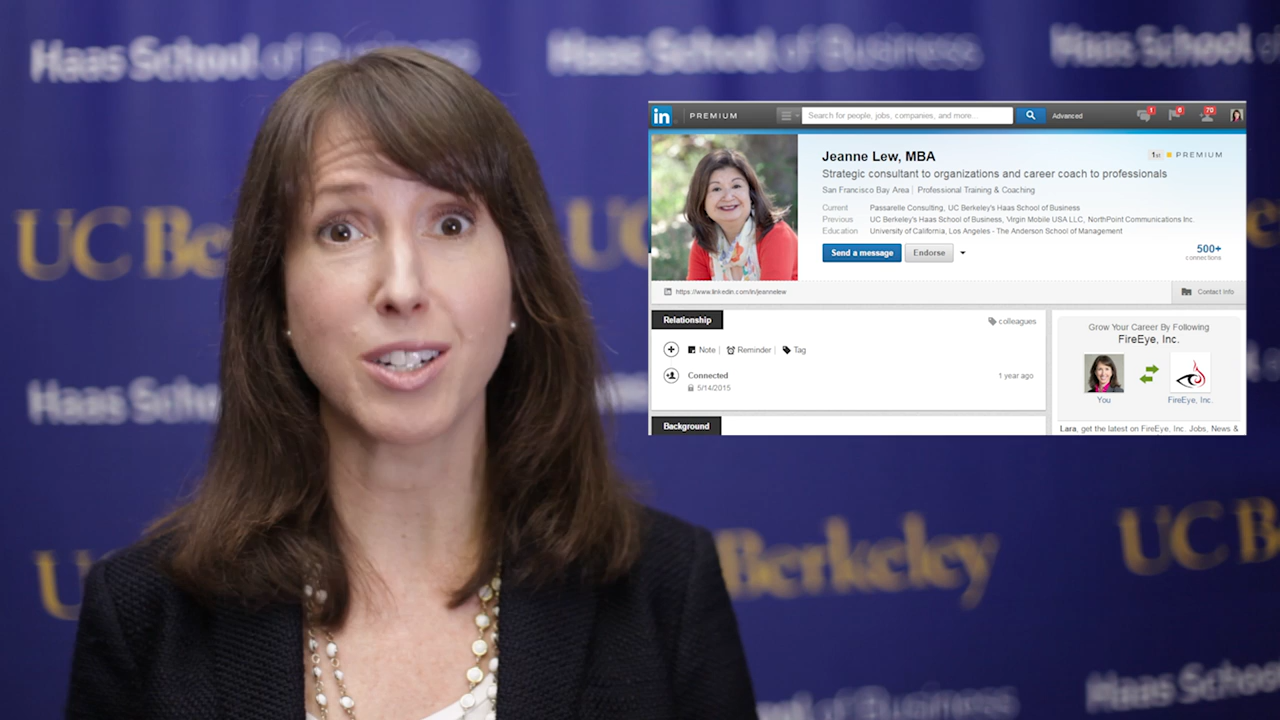 Haas School of Business
Haas School of Business
Haas School of
UC Berkeley
UC
Haas School
UC Berkeley
UC B
Haas School
of Business
in PREMIUM
Search for people, jobs, companies, and more...
Advanced
1
6
70
Jeanne Lew, MBA
1st PREMIUM
Strategic consultant to organizations and career coach to professionals
San Francisco Bay Area | Professional Training & Coaching
Current Passarelle Consulting, UC Berkeley's Haas School of Business
Previous UC Berkeley's Haas School of Business, Virgin Mobile USA LLC, NorthPoint Communications Inc.
Education University of California, Los Angeles - The Anderson School of Management
Send a message
Endorse
500+
connections
https://www.linkedin.com/in/jeannelew
Contact Info
Relationship
colleagues
Note | Reminder | Tag
Connected
1 year ago
5/14/2015
Background
Grow Your Career By Following
FireEye, Inc.
You
FireEye, Inc.
Lara, get the latest on FireEye, Inc. Jobs, News &